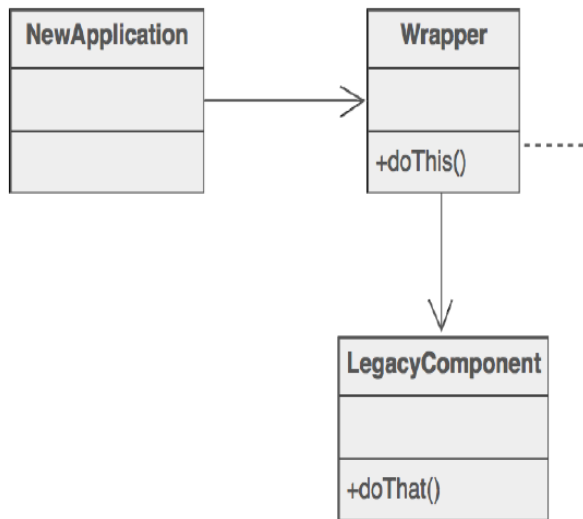 NewApplication
Wrapper
+doThis()
LegacyComponent
+doThat()